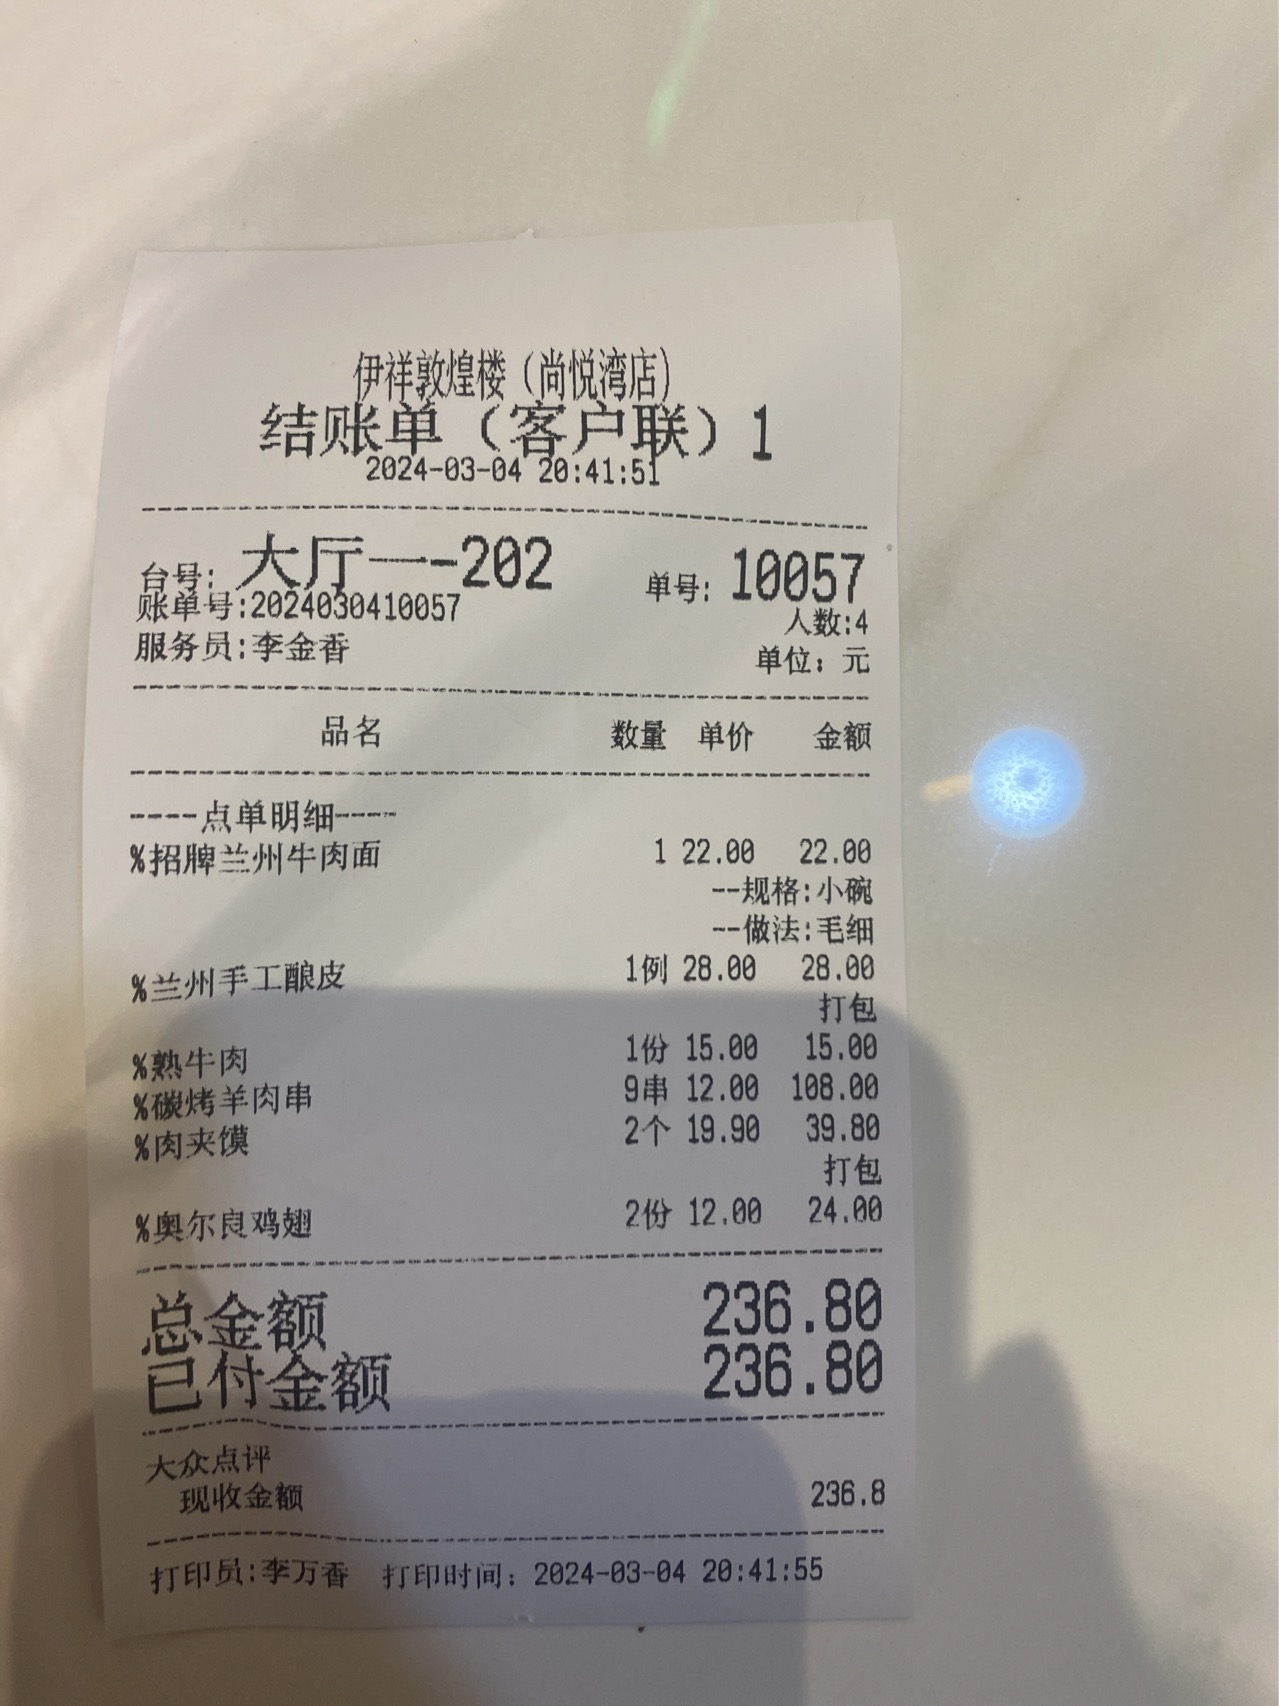 伊祥敦煌楼（尚悦湾店）
结账单（客户联）1
2024-03-04 20:41:51
台号: 大厅一-202 单号: 10057
账单号:2024030410057 人数:4
服务员:李金香 单位: 元
品名 数量 单价 金额
----点单明细----
%招牌兰州牛肉面 1 22.00 22.00
--规格:小碗
--做法:毛细
%兰州手工酿皮 1例 28.00 28.00
打包
%熟牛肉 1份 15.00 15.00
%碳烤羊肉串 9串 12.00 108.00
%肉夹馍 2个 19.90 39.80
打包
%奥尔良鸡翅 2份 12.00 24.00
总金额 236.80
已付金额 236.80
大众点评
现收金额 236.8
打印员:李万香 打印时间: 2024-03-04 20:41:55